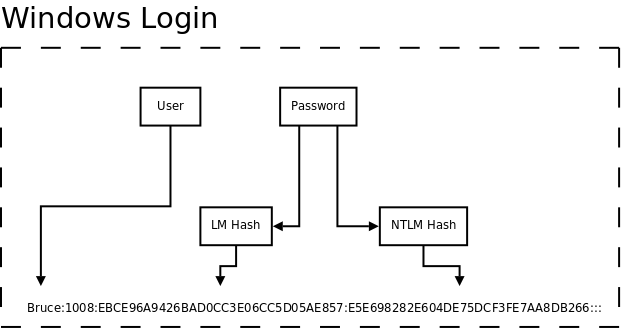 Windows Login
User
Password
LM Hash
NTLM Hash
Bruce:1008:EBCE96A9426BAD0CC3E06CC5D05AE857:E5E698282E604DE75DCF3FE7AA8DB266:::